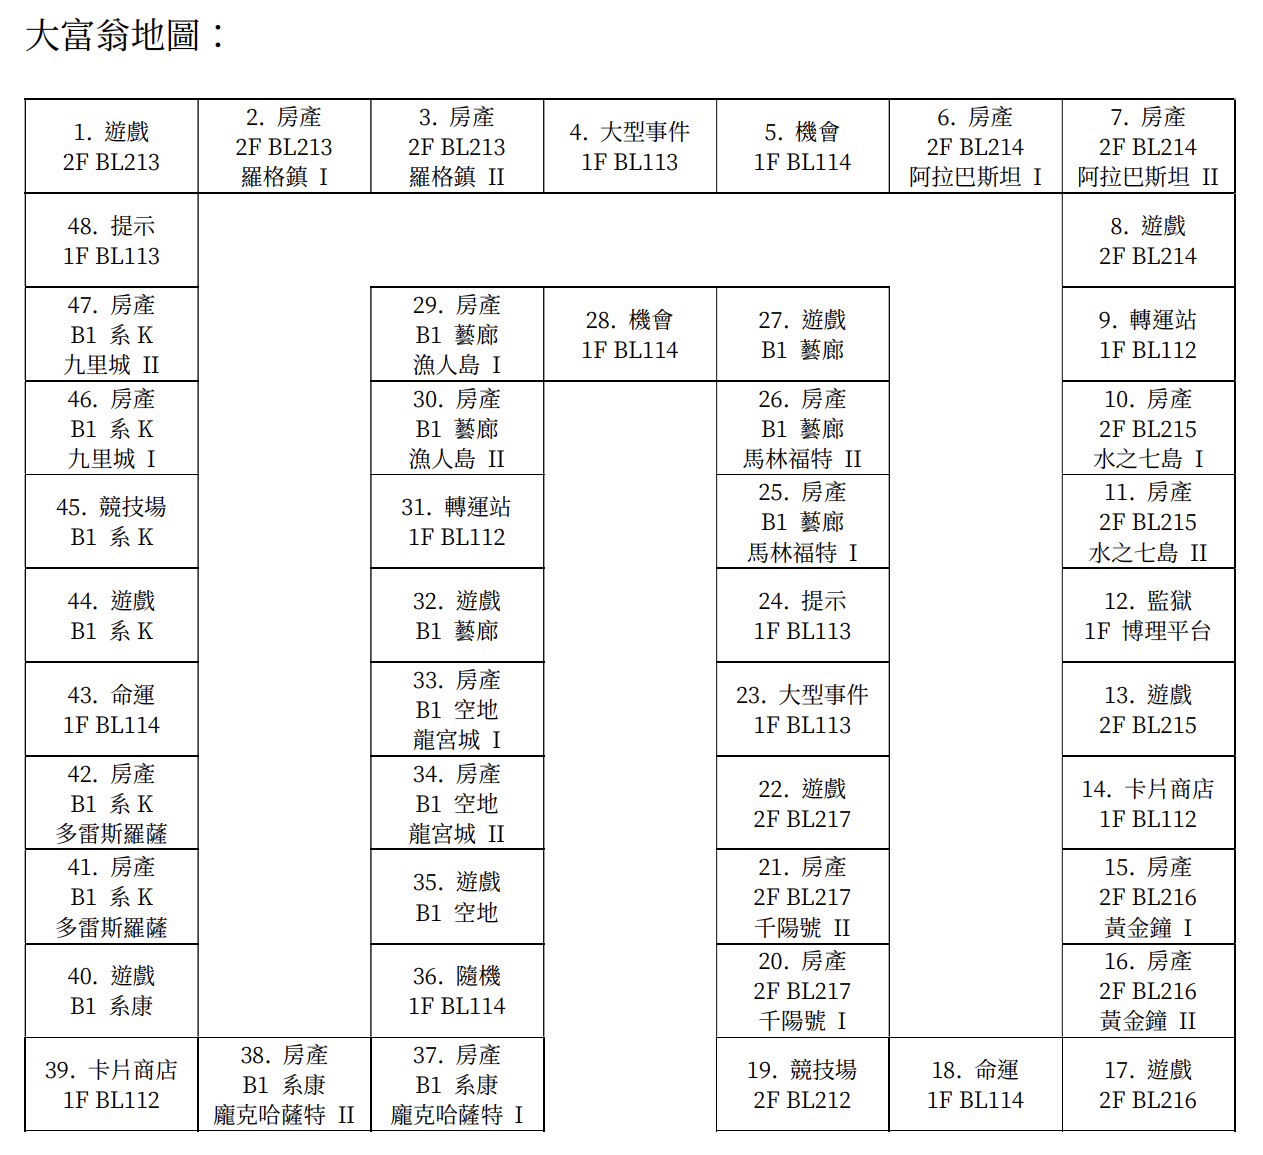 大富翁地圖：
1. 遊戲
2F BL213
2. 房產
2F BL213
羅格鎮 I
3. 房產
2F BL213
羅格鎮 II
4. 大型事件
1F BL113
5. 機會
1F BL114
6. 房產
2F BL214
阿拉巴斯坦 I
7. 房產
2F BL214
阿拉巴斯坦 II
48. 提示
1F BL113
8. 遊戲
2F BL214
47. 房產
B1 系 K
九里城 II
29. 房產
B1 藝廊
漁人島 I
28. 機會
1F BL114
27. 遊戲
B1 藝廊
9. 轉運站
1F BL112
46. 房產
B1 系 K
九里城 I
30. 房產
B1 藝廊
漁人島 II
26. 房產
B1 藝廊
馬林福特 II
10. 房產
2F BL215
水之七島 I
45. 競技場
B1 系 K
31. 轉運站
1F BL112
25. 房產
B1 藝廊
馬林福特 I
11. 房產
2F BL215
水之七島 II
44. 遊戲
B1 系 K
32. 遊戲
B1 藝廊
24. 提示
1F BL113
12. 監獄
1F 博理平台
43. 命運
1F BL114
33. 房產
B1 空地
龍宮城 I
23. 大型事件
1F BL113
13. 遊戲
2F BL215
42. 房產
B1 系 K
多雷斯羅薩
34. 房產
B1 空地
龍宮城 II
22. 遊戲
2F BL217
14. 卡片商店
1F BL112
41. 房產
B1 系 K
多雷斯羅薩
35. 遊戲
B1 空地
21. 房產
2F BL217
千陽號 II
15. 房產
2F BL216
黃金鐘 I
40. 遊戲
B1 系康
36. 隨機
1F BL114
20. 房產
2F BL217
千陽號 I
16. 房產
2F BL216
黃金鐘 II
39. 卡片商店
1F BL112
38. 房產
B1 系康
龐克哈薩特 II
37. 房產
B1 系康
龐克哈薩特 I
19. 競技場
2F BL212
18. 命運
1F BL114
17. 遊戲
2F BL216